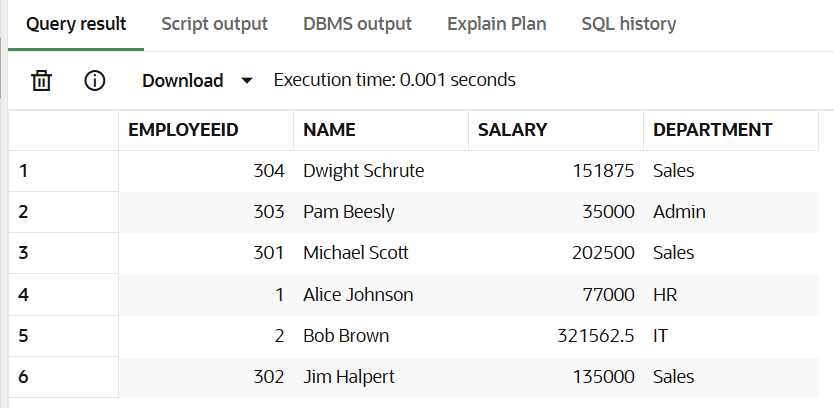 Query result Script output DBMS output Explain Plan SQL history
Download Execution time: 0.001 seconds
EMPLOYEEID NAME SALARY DEPARTMENT
1 304 Dwight Schrute 151875 Sales
2 303 Pam Beesly 35000 Admin
3 301 Michael Scott 202500 Sales
4 1 Alice Johnson 77000 HR
5 2 Bob Brown 321562.5 IT
6 302 Jim Halpert 135000 Sales